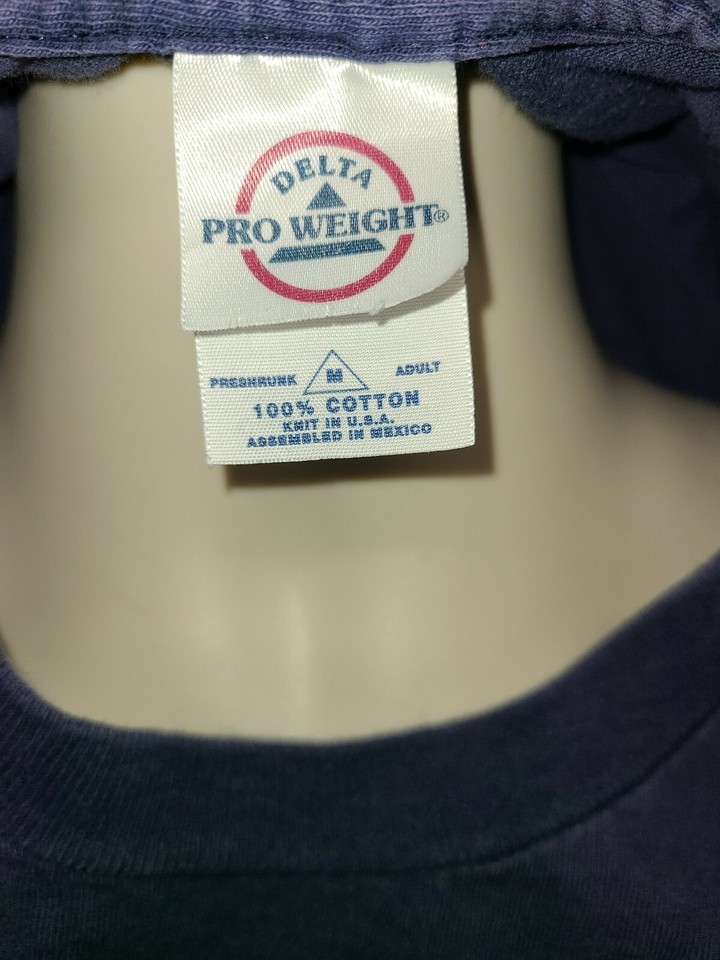 DELTA
PRO WEIGHT®
PRESHRUNK M ADULT
100% COTTON
KNIT IN U.S.A.
ASSEMBLED IN MEXICO